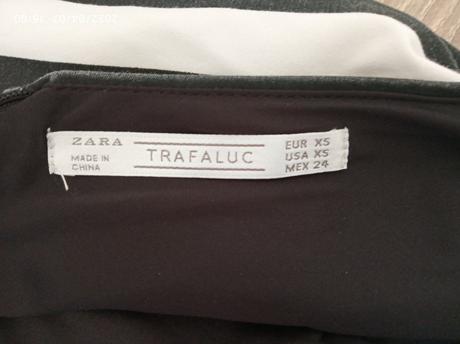 ZARA
MADE IN
CHINA
TRAFALUC
EUR XS
USA XS
MEX 24